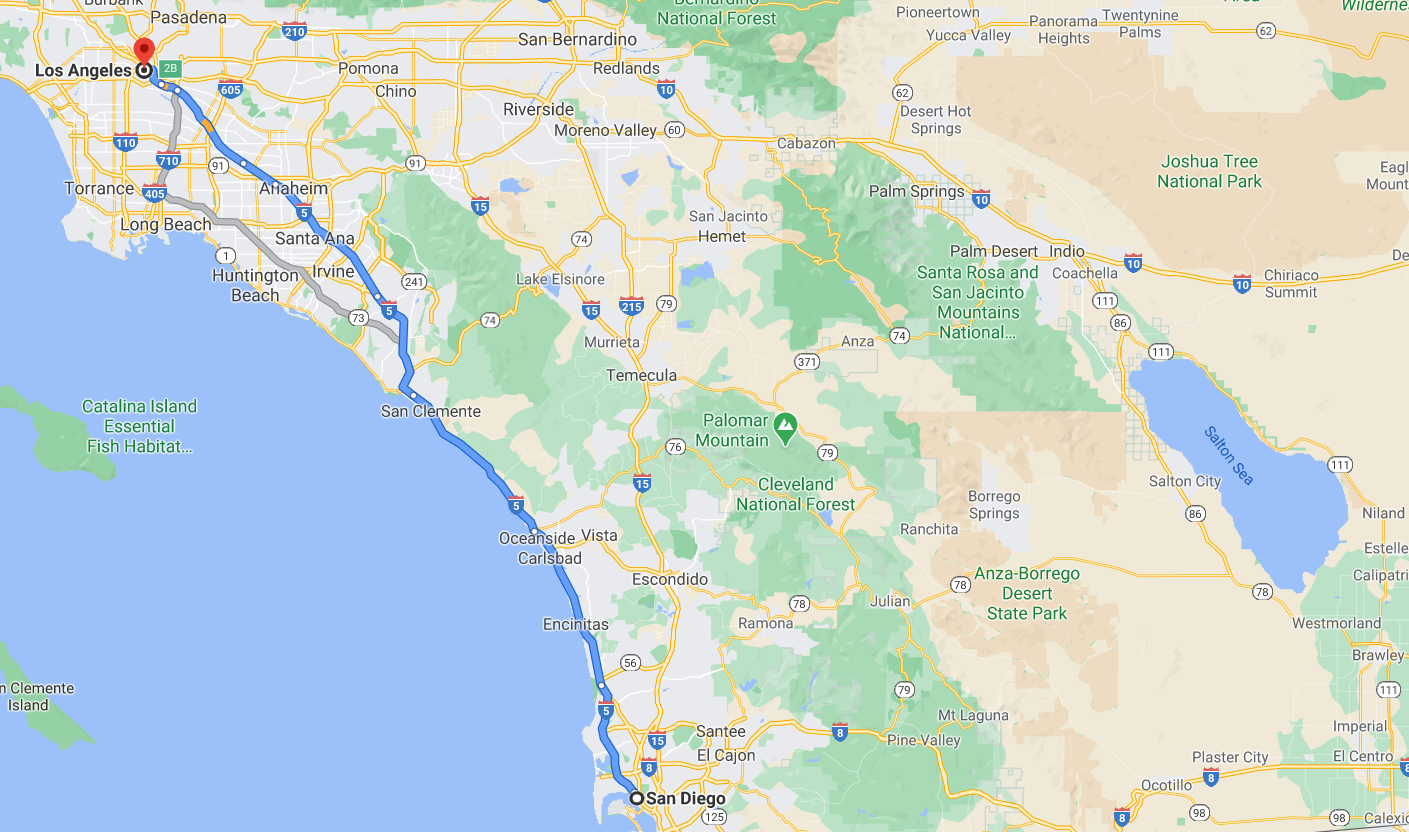 Burbank
Pasadena
210
San Bernardino
National Forest
Pioneertown
Yucca Valley
Panorama
Heights
Twentynine
Palms
62
Los Angeles
2B
605
Pomona
Chino
San Bernardino
Redlands
10
62
Desert Hot
Springs
Riverside
Moreno Valley
60
Cabazon
110
710
91
91
Joshua Tree
National Park
Torrance
405
Anaheim
5
15
Palm Springs
10
Long Beach
Santa Ana
1
74
San Jacinto
Hemet
Palm Desert
Indio
Coachella
10
Huntington
Beach
Irvine
241
Lake Elsinore
Santa Rosa and
San Jacinto
Mountains
National...
10
Chiriaco
Summit
73
5
74
15
215
79
111
86
111
Murrieta
Anza
74
371
Temecula
San Clemente
Catalina Island
Essential
Fish Habitat...
Palomar
Mountain
76
79
Salton Sea
111
15
Cleveland
National Forest
Salton City
86
Borrego
Springs
Niland
5
Oceanside
Vista
Carlsbad
Ranchita
Escondido
Anza-Borrego
Desert
State Park
78
78
78
Julian
Ramona
Encinitas
Westmorland
Brawley
56
79
111
n Clemente
Island
5
Mt Laguna
Imperial
Santee
15
8
El Cajon
Pine Valley
Plaster City
El Centro
8
8
8
Ocotillo
San Diego
125
8
98
98